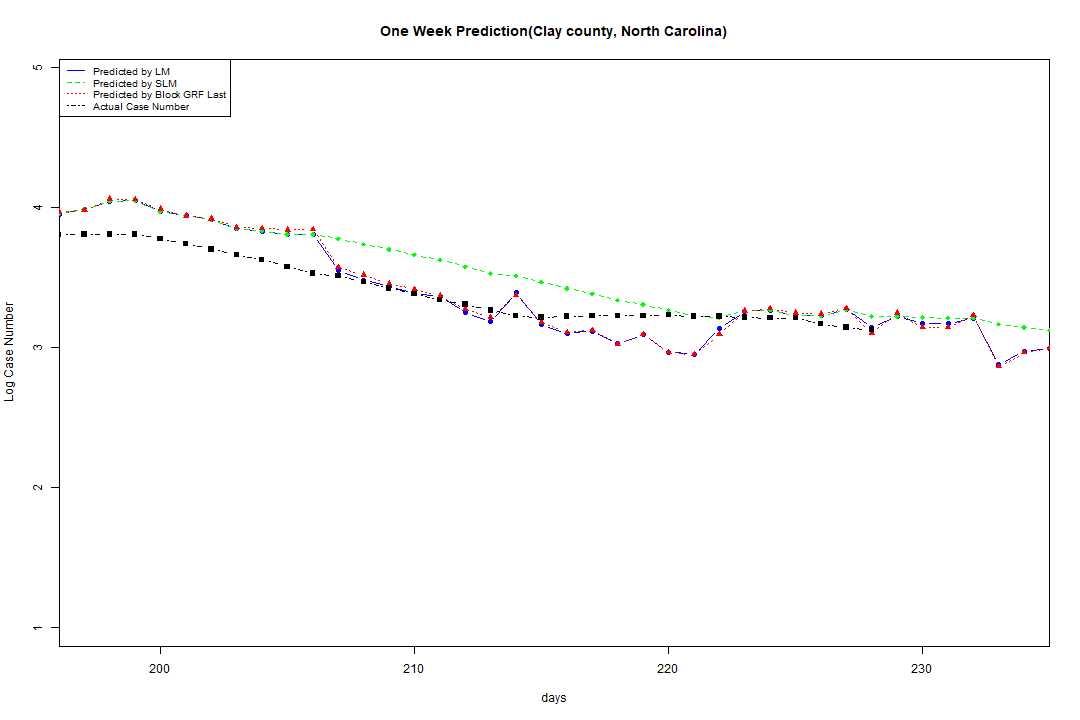 One Week Prediction(Clay county, North Carolina)
Predicted by LM
Predicted by SLM
Predicted by Block GRF Last
Actual Case Number
5
4
3
2
1
Log Case Number
200 210 220 230
days